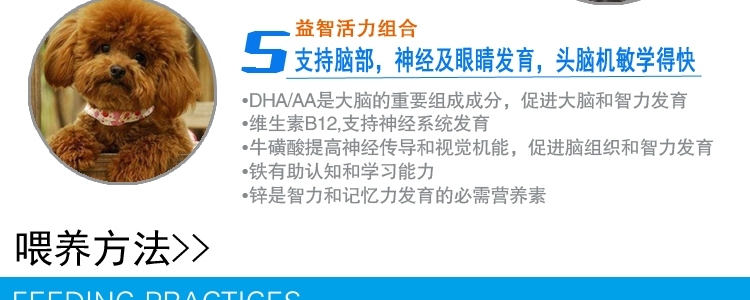 5
益智活力组合
支持脑部，神经及眼睛发育，头脑机敏学得快
•DHA/AA是大脑的重要组成成分，促进大脑和智力发育
•维生素B12,支持神经系统发育
•牛磺酸提高神经传导和视觉机能，促进脑组织和智力发育
•铁有助认知和学习能力
•锌是智力和记忆力发育的必需营养素
喂养方法>>
FEEDING PRACTICES